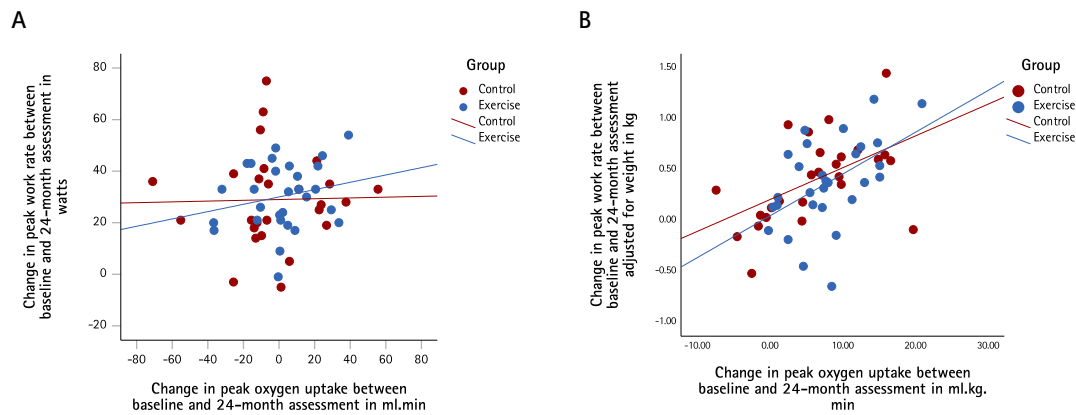 A
Change in peak work rate between
baseline and 24-month assessment in
watts
80
60
40
20
0
-20
-80
-60
-40
-20
0
20
40
60
80
Change in peak oxygen uptake between
baseline and 24-month assessment in ml.min
Group
Control
Exercise
Control
Exercise
B
Change in peak work rate between
baseline and 24-month assessment
adjusted for weight in kg
1.50
1.00
0.50
0.00
-0.50
-1.00
-10.00
0.00
10.00
20.00
30.00
Change in peak oxygen uptake between
baseline and 24-month assessment in ml.kg.
min
Group
Control
Exercise
Control
Exercise